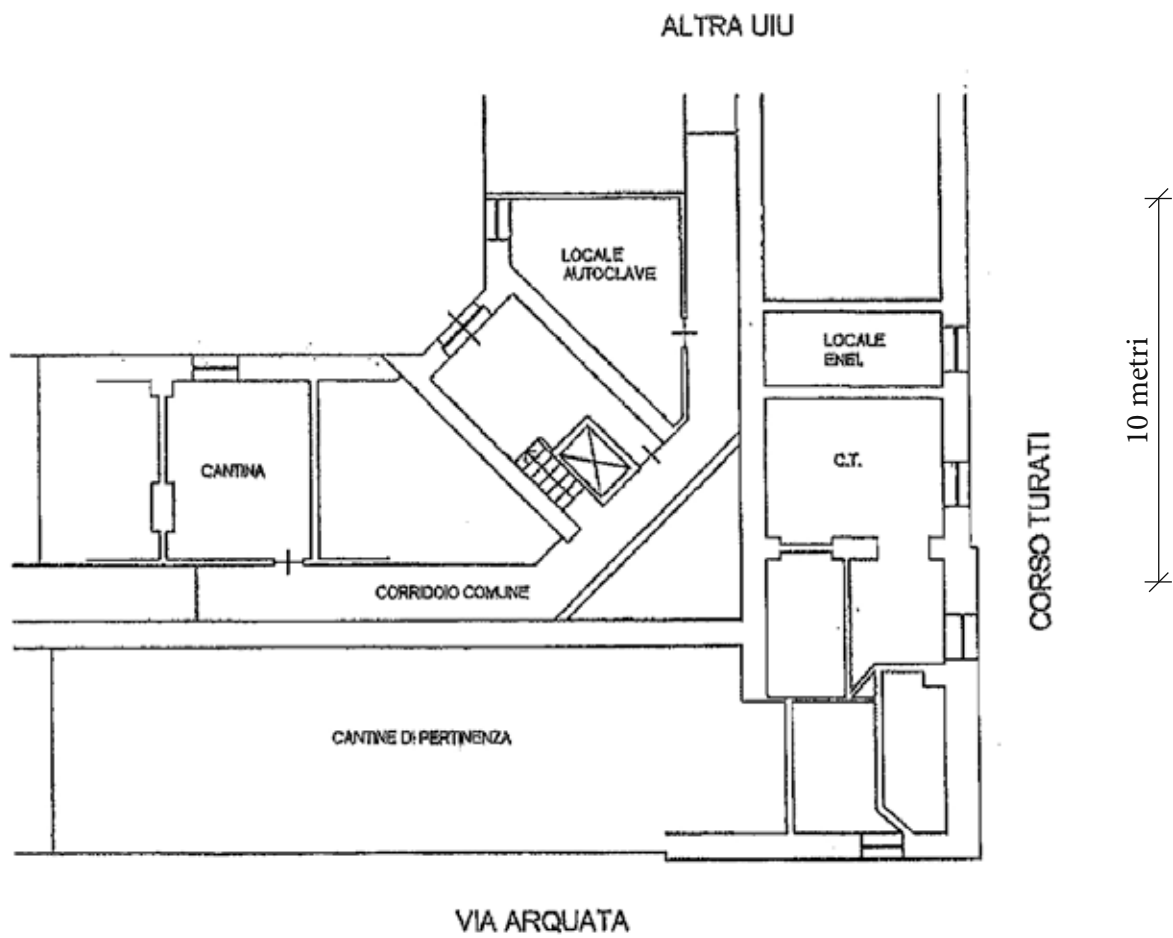 ALTRA UIU
LOCALE
AUTOCLAVE
LOCALE
ENEL
10 metri
C.T.
CANTINA
CORSO TURATI
CORRIDOIO COMUNE
CANTINE DI PERTINENZA
VIA ARQUATA